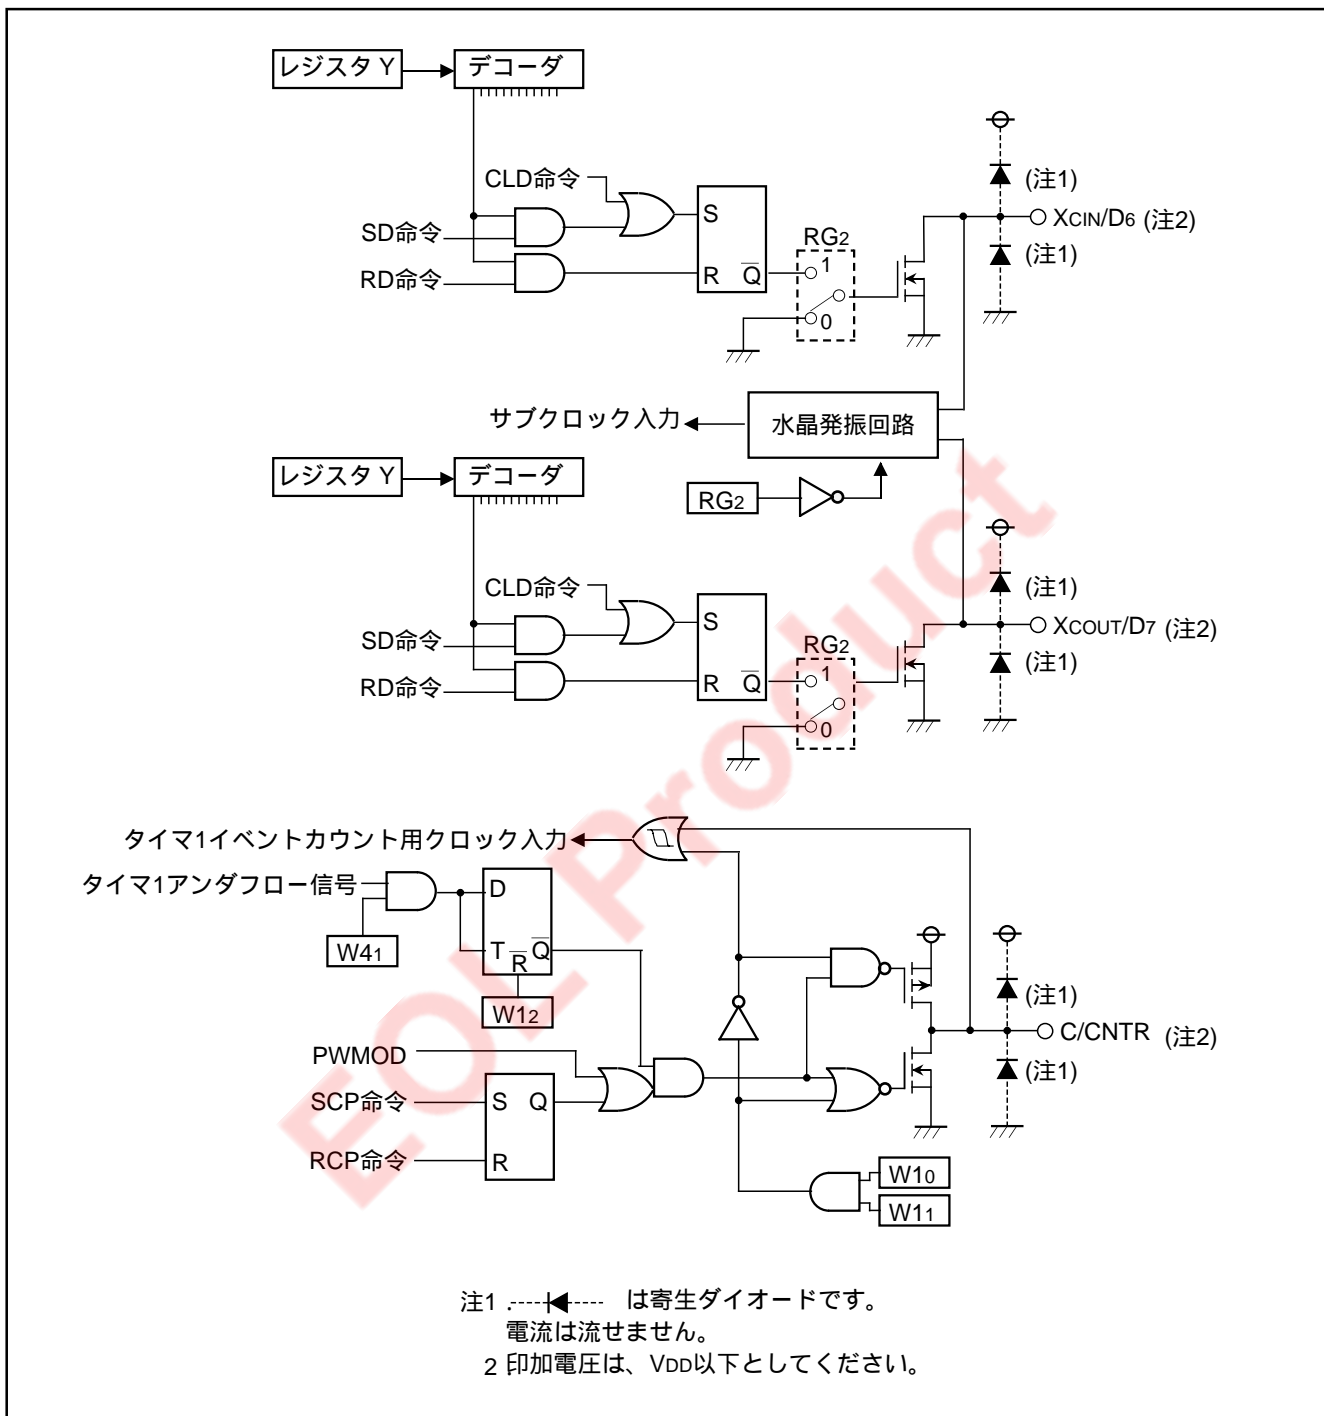 レジスタ Y
デコーダ
CLD命令
SD命令
RD命令
S
R Q
RG2
1
0
(注1)
XCIN/D6 (注2)
(注1)
サブクロック入力
水晶発振回路
RG2
レジスタ Y
デコーダ
CLD命令
SD命令
RD命令
S
R Q
RG2
1
0
(注1)
XCOUT/D7 (注2)
(注1)
タイマ1イベントカウント用クロック入力
タイマ1アンダフロー信号
W41
D
T R Q
W12
PWMOD
SCP命令
RCP命令
S Q
R
(注1)
C/CNTR (注2)
(注1)
W10
W11
注1 . は寄生ダイオードです。
電流は流せません。
2 印加電圧は、VDD以下としてください。
EOL Product